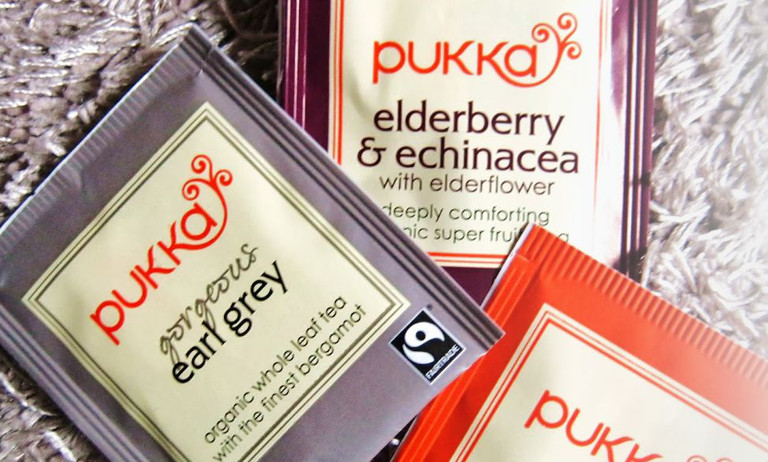 pukka
elderberry
& echinacea
with elderflower
deeply comforting
pukka
gorgeous
earl grey
organic whole leaf tea
with the finest bergamot
FAIRTRADE